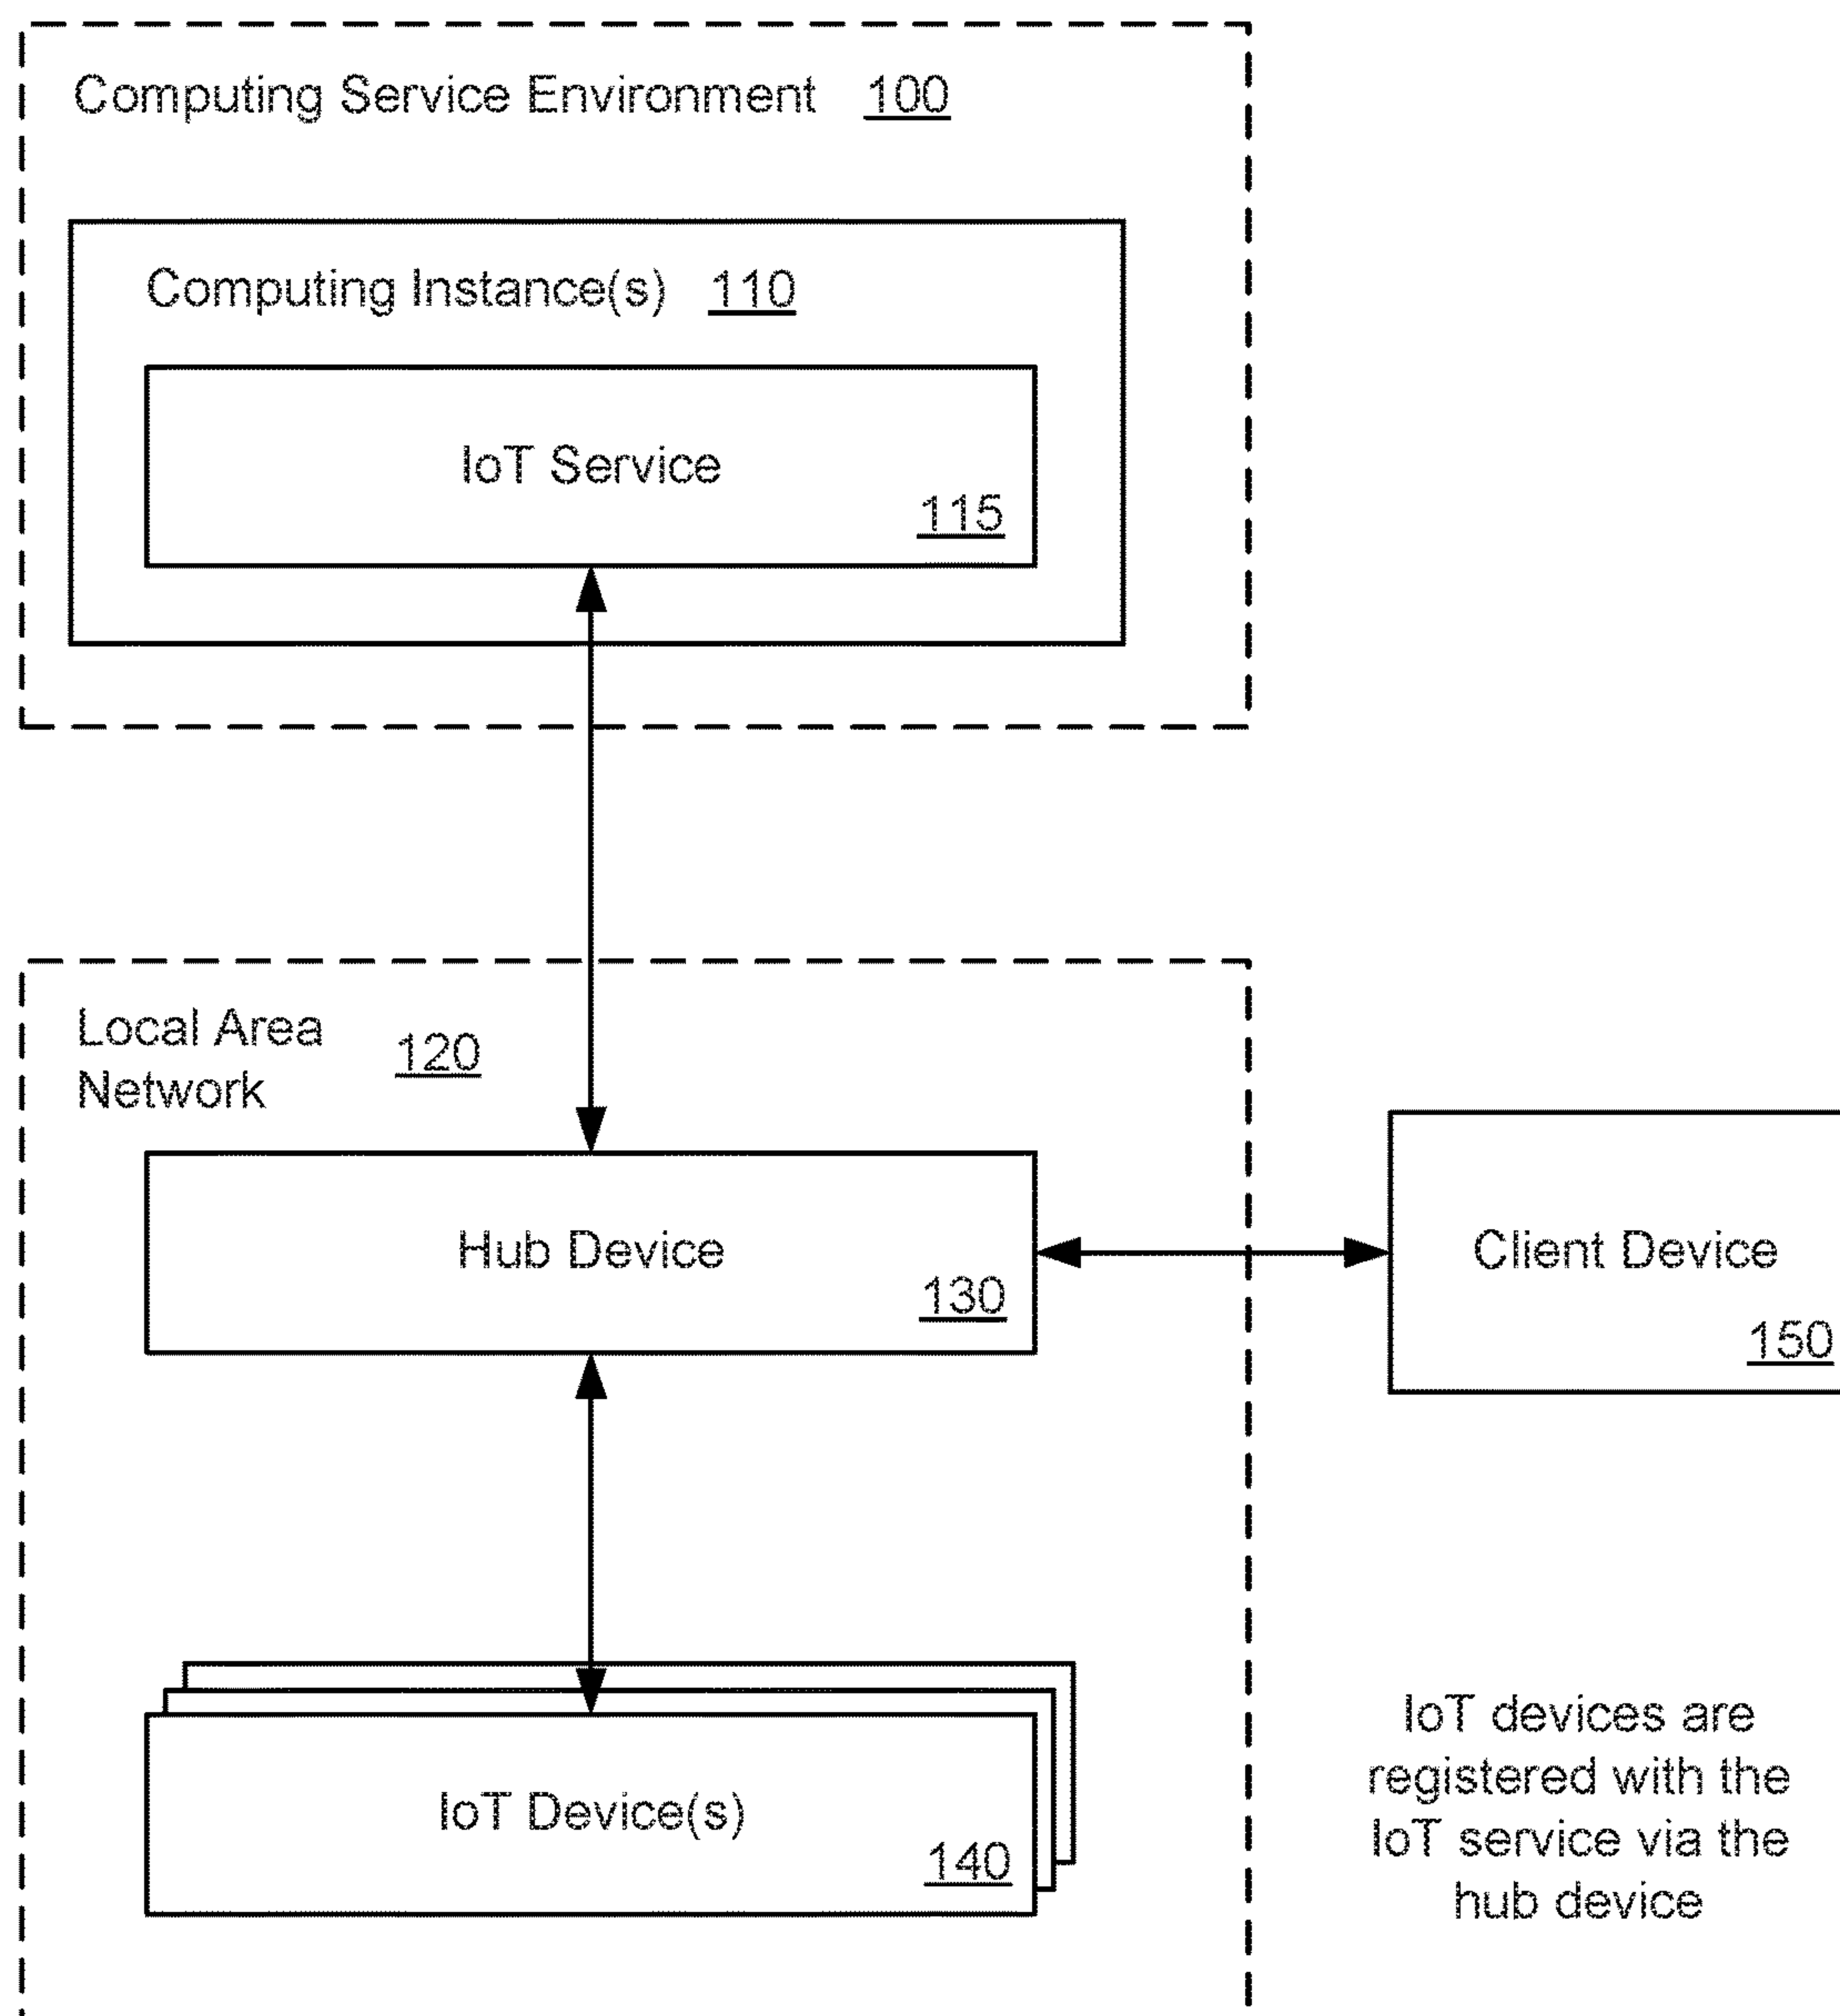 Computing Service Environment 100
Computing Instance(s) 110
IoT Service
115
Local Area
Network
120
Hub Device
130
Client Device
150
IoT Device(s)
140
IoT devices are
registered with the
IoT service via the
hub device